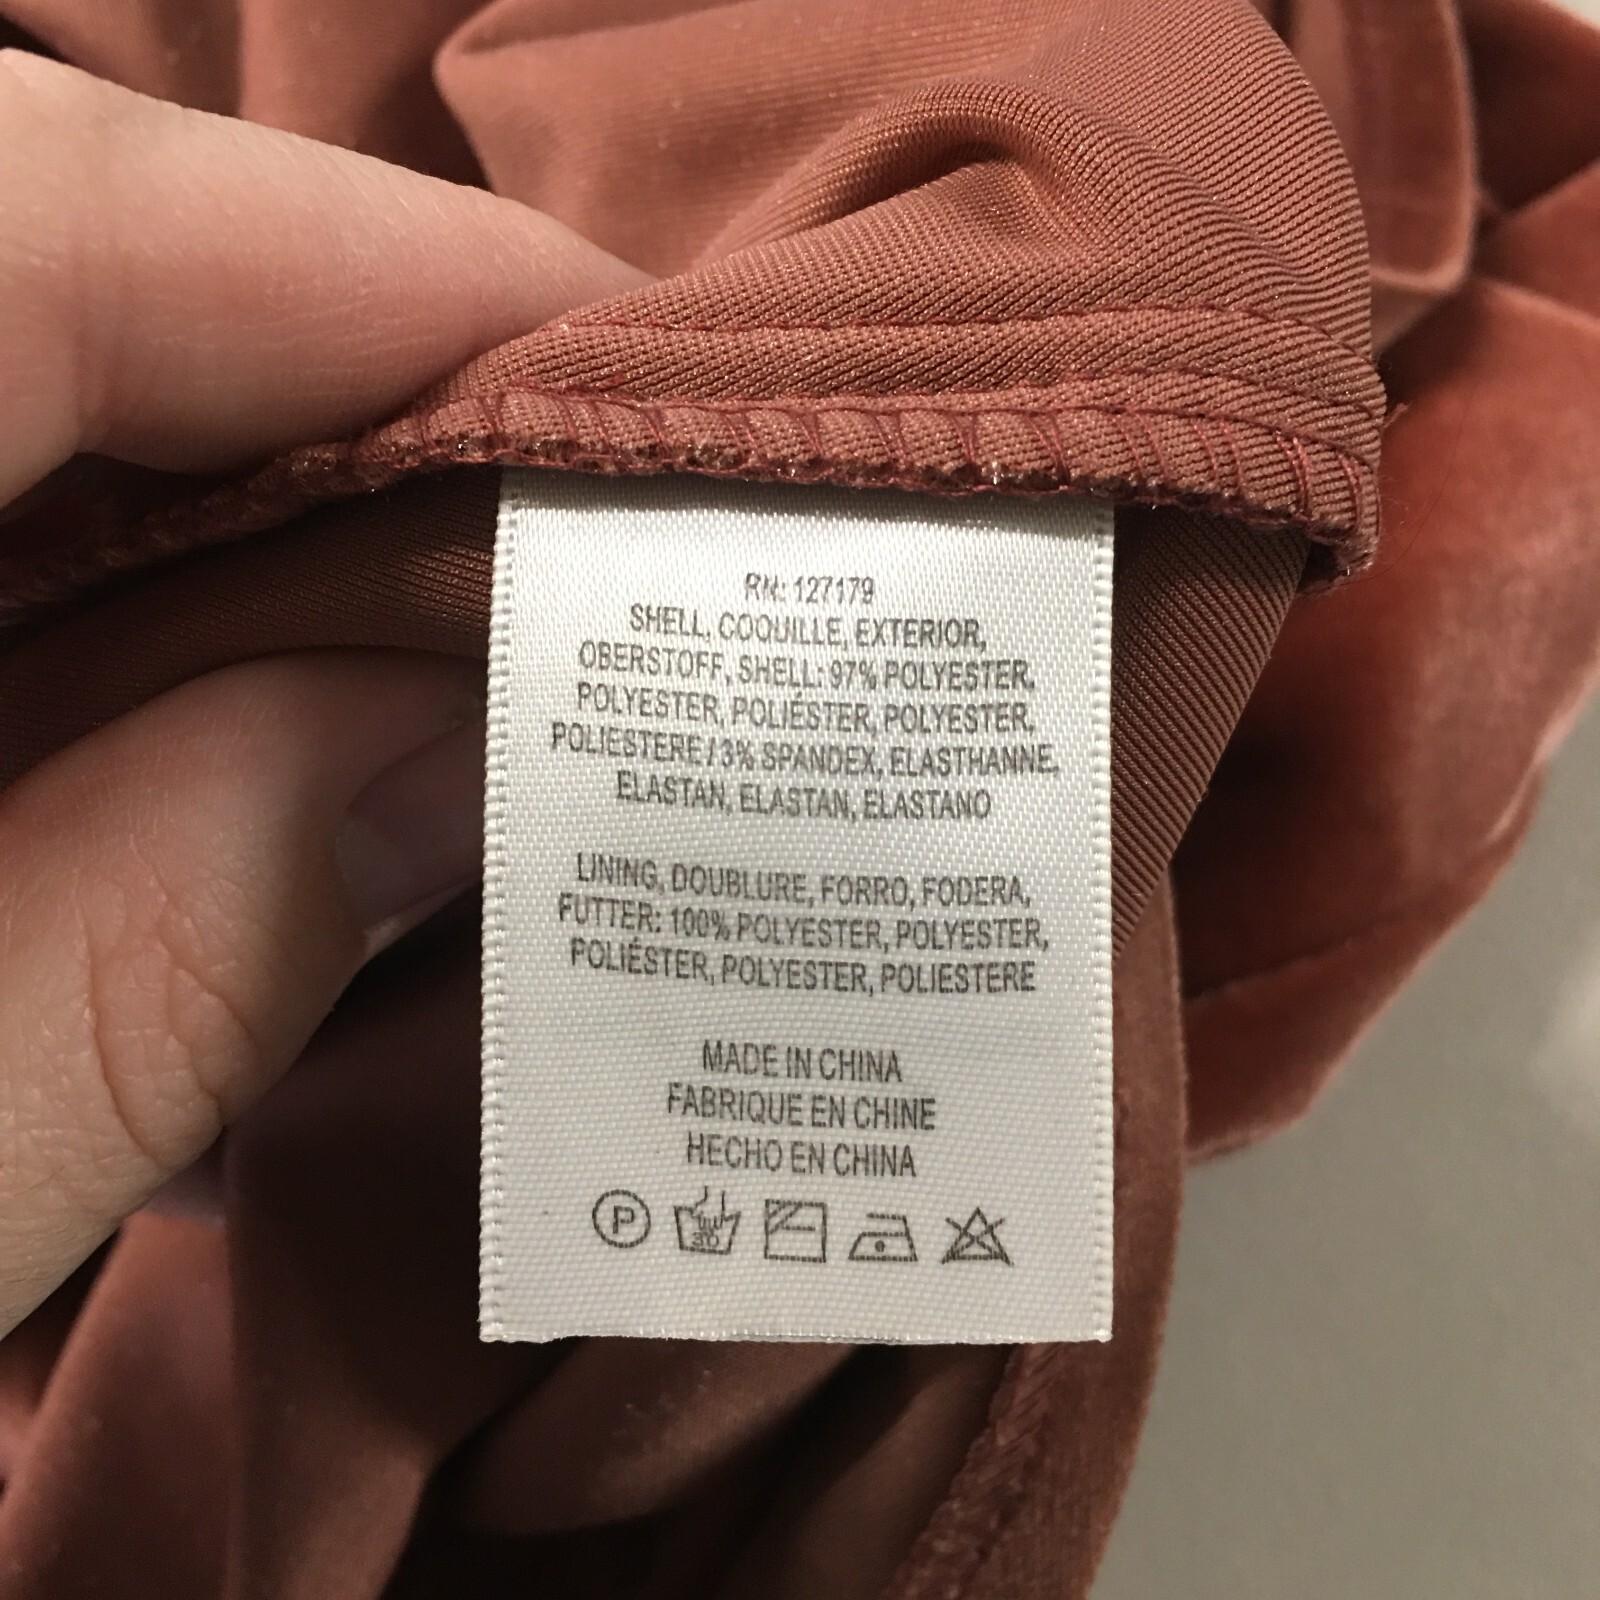 RN: 127179
SHELL, COQUILLE, EXTERIOR,
OBERSTOFF, SHELL: 97% POLYESTER,
POLYESTER, POLIÉSTER, POLYESTER,
POLIESTERE / 3% SPANDEX, ELASTHANNE,
ELASTAN, ELASTAN, ELASTANO
LINING, DOUBLURE, FORRO, FODERA,
FUTTER: 100% POLYESTER, POLYESTER,
POLIÉSTER, POLYESTER, POLIESTERE
MADE IN CHINA
FABRIQUE EN CHINE
HECHO EN CHINA
P 30